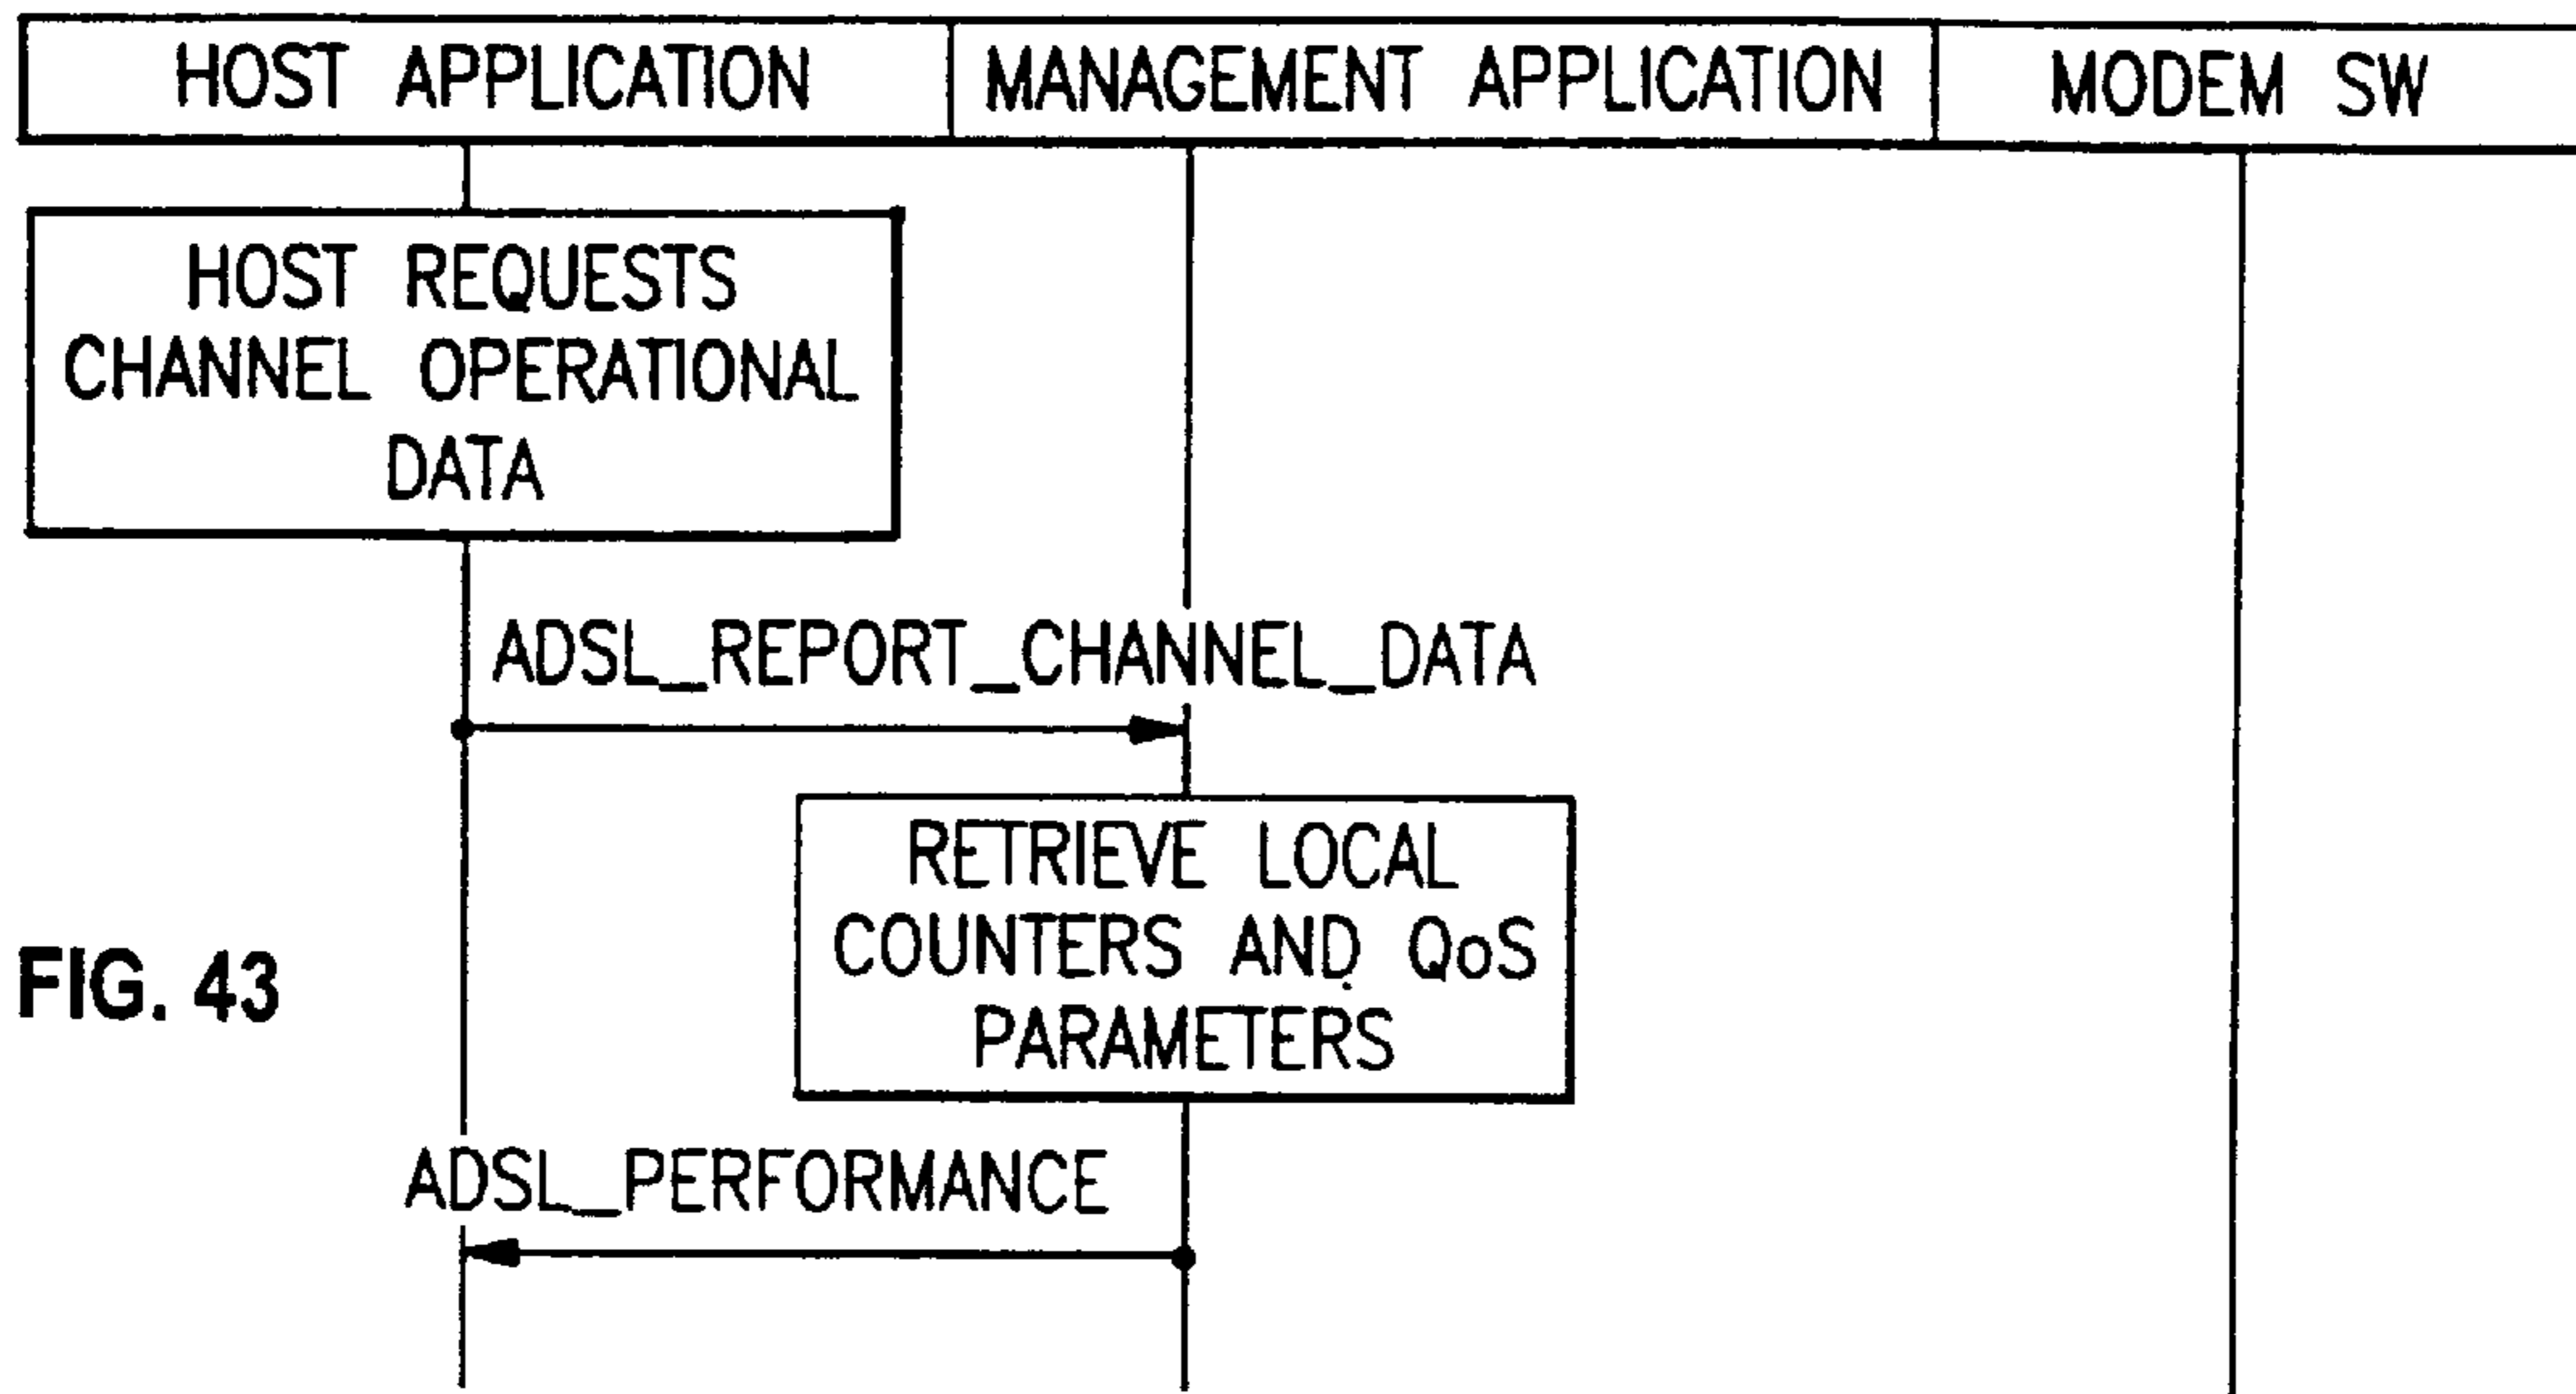 HOST APPLICATION
MANAGEMENT APPLICATION
MODEM SW
HOST REQUESTS
CHANNEL OPERATIONAL
DATA
ADSL_REPORT_CHANNEL_DATA
RETRIEVE LOCAL
COUNTERS AND QoS
PARAMETERS
FIG. 43
ADSL_PERFORMANCE